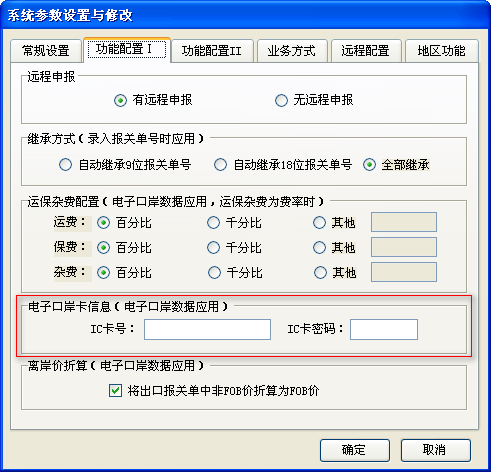 系统参数设置与修改
常规设置 功能配置I 功能配置II 业务方式 远程配置 地区功能
远程申报
有远程申报 无远程申报
继承方式(录入报关单号时应用)
自动继承9位报关单号 自动继承18位报关单号 全部继承
运保杂费配置(电子口岸数据应用,运保杂费为费率时)
运费: 百分比 千分比 其他
保费: 百分比 千分比 其他
杂费: 百分比 千分比 其他
电子口岸卡信息(电子口岸数据应用)
IC卡号: IC卡密码:
离岸价折算(电子口岸数据应用)
将出口报关单中非FOB价折算为FOB价
确定 取消